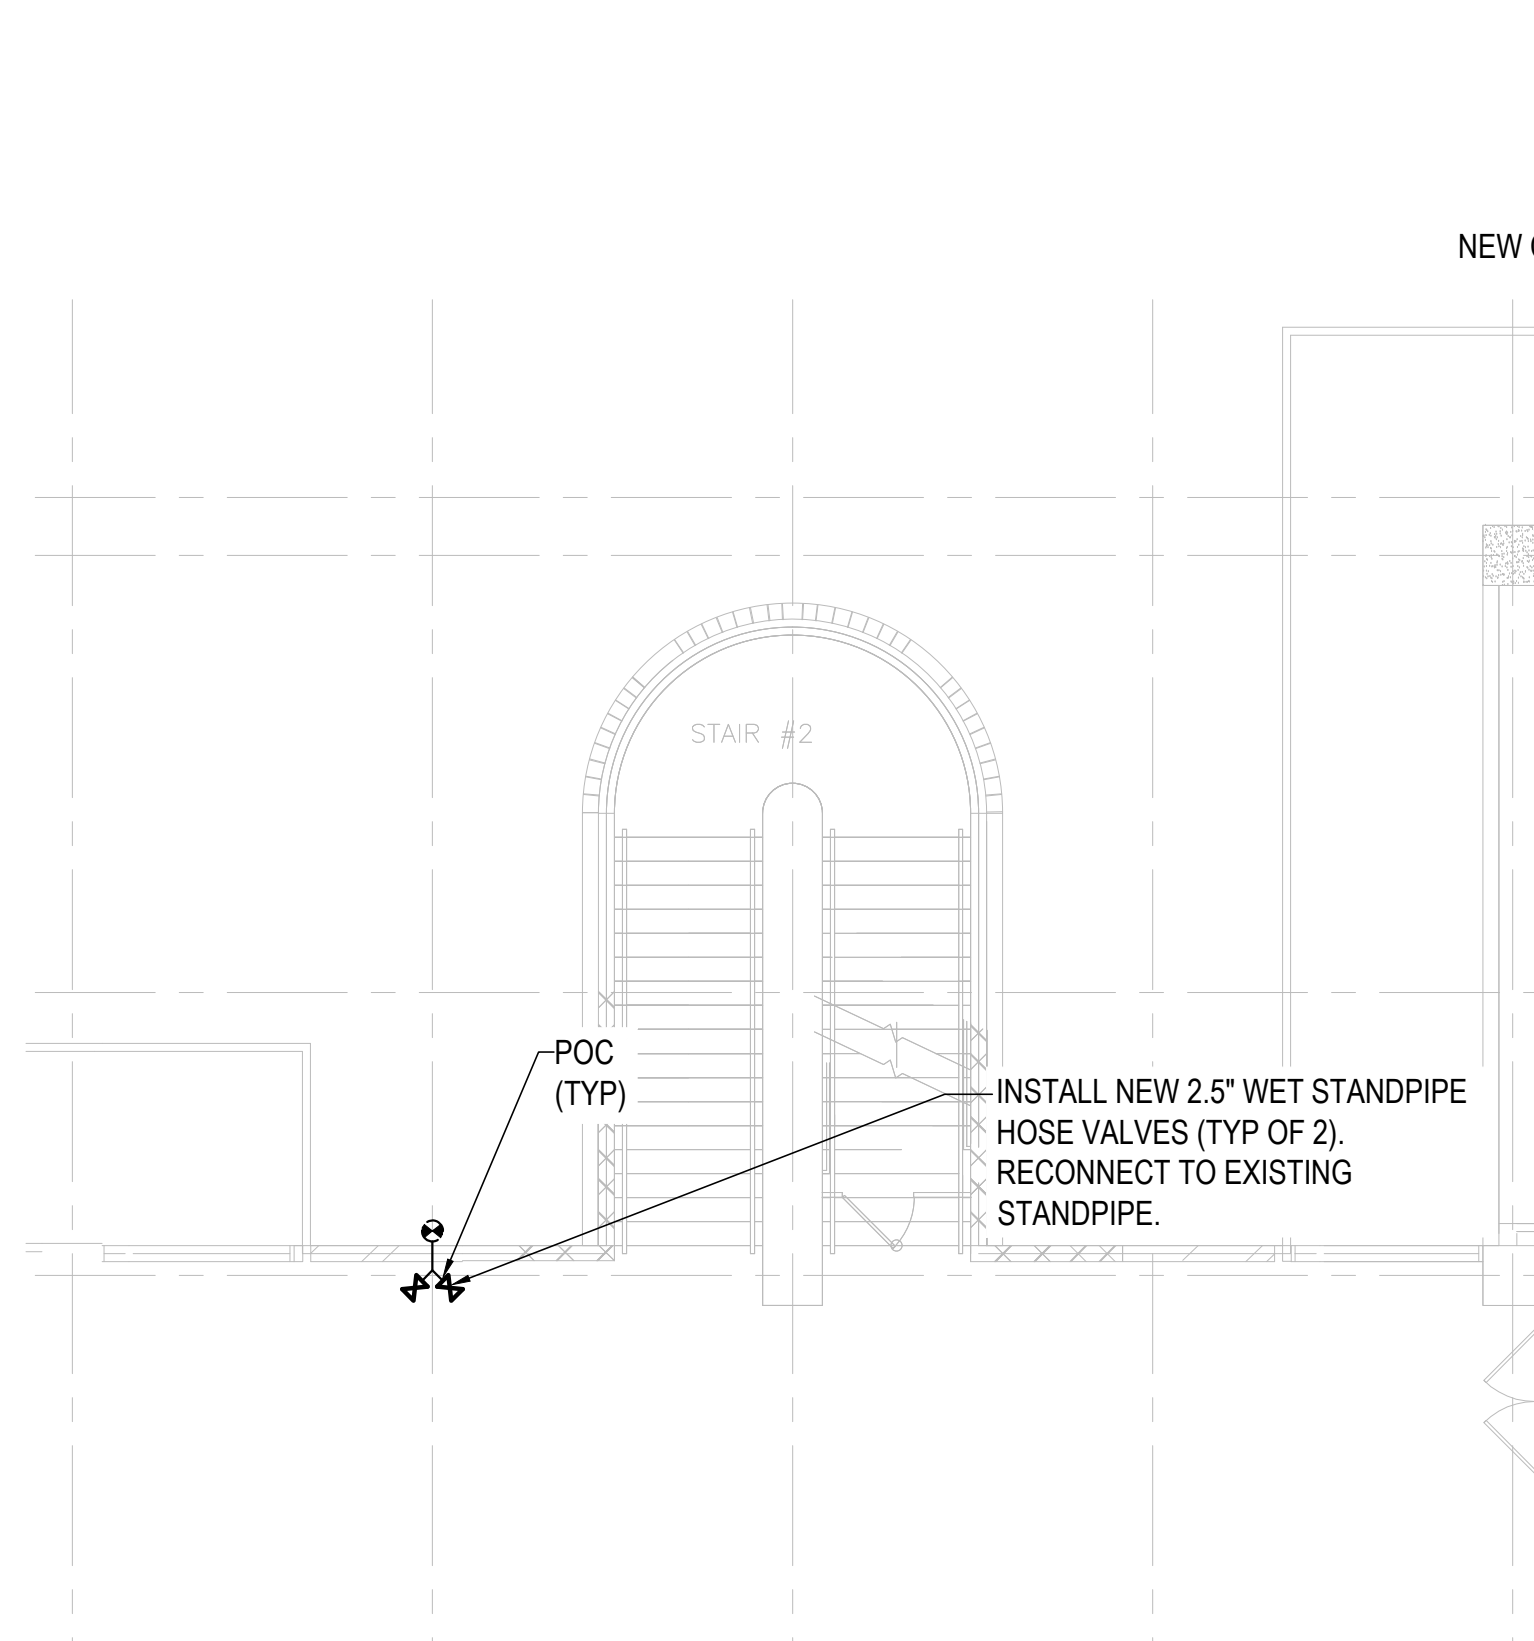 NEW
STAIR #2
POC
(TYP)
INSTALL NEW 2.5" WET STANDPIPE
HOSE VALVES (TYP OF 2).
RECONNECT TO EXISTING
STANDPIPE.